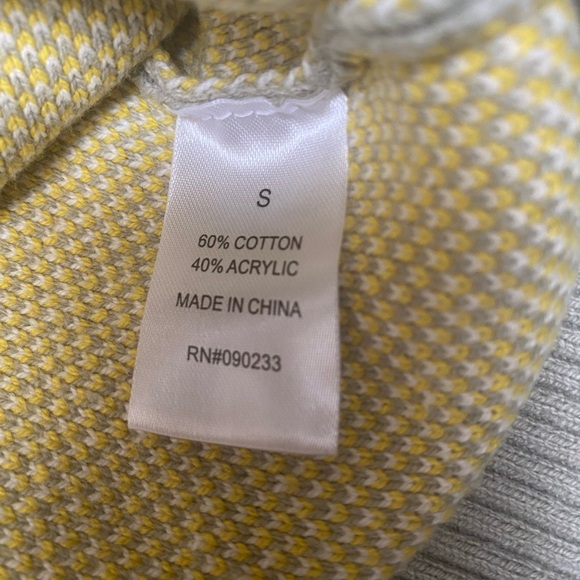 S
60% COTTON
40% ACRYLIC
MADE IN CHINA
RN#090233